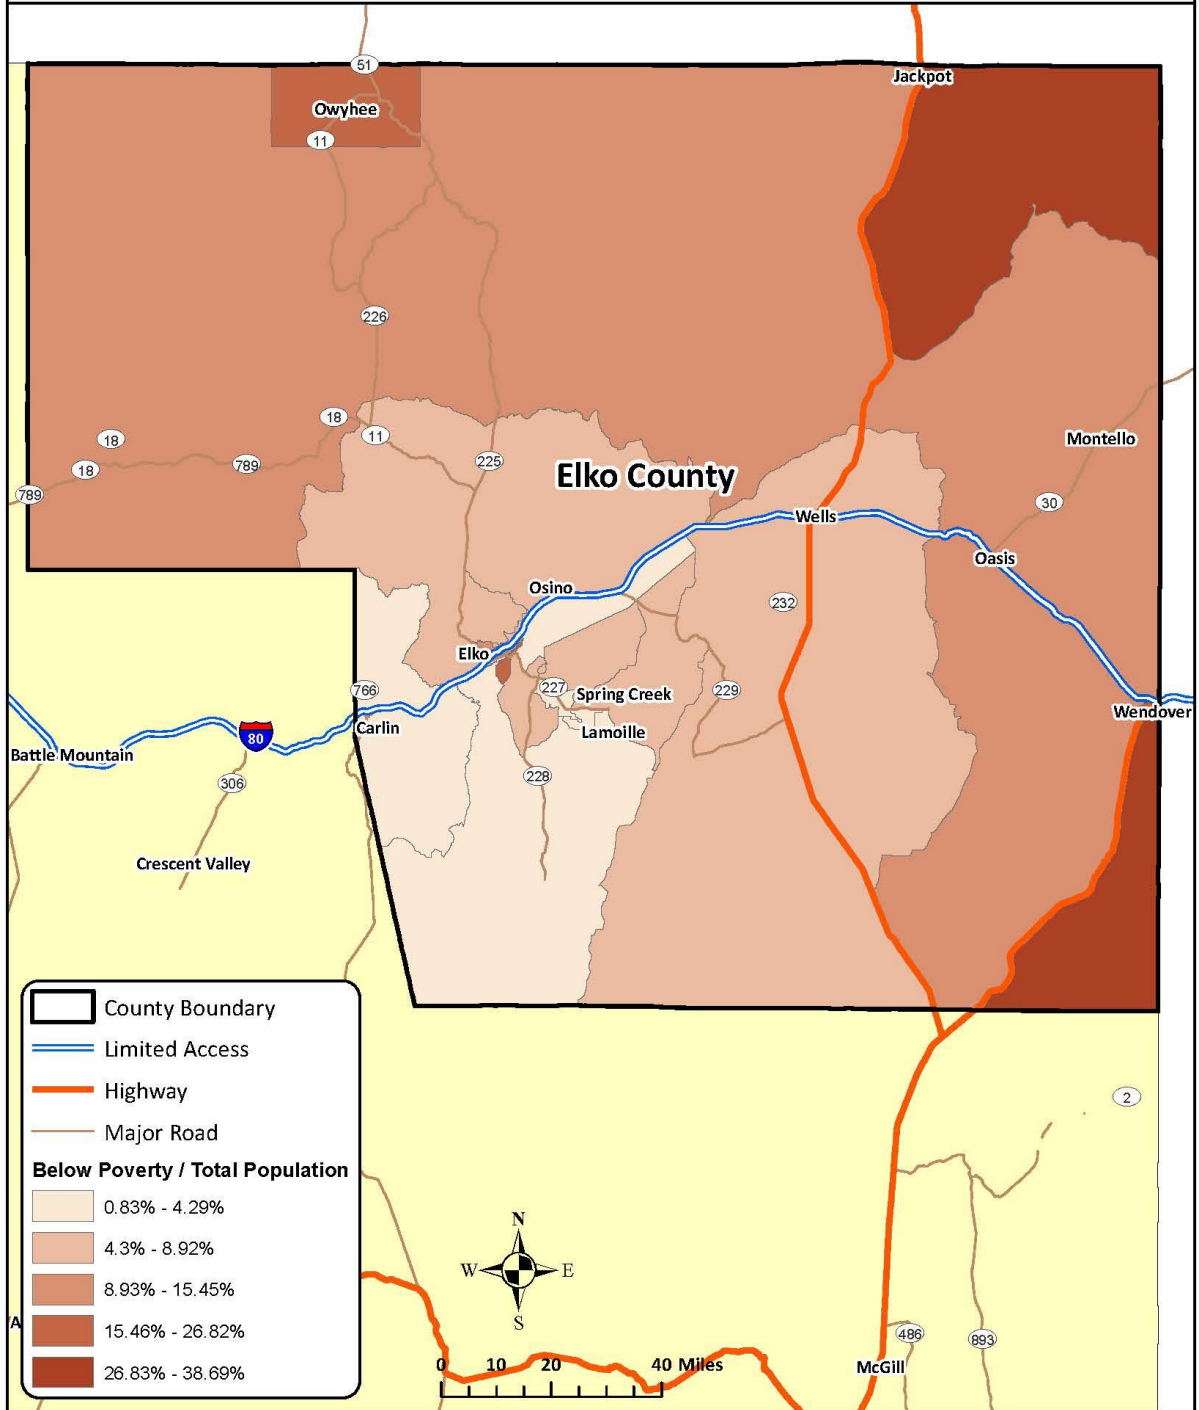 51
Jackpot
Owyhee
11
226
18
11
18
18
789
789
225
Elko County
Montello
30
Wells
Oasis
Osino
232
Elko
766
227
Spring Creek
229
Carlin
Lamoille
Wendover
80
Battle Mountain
306
228
Crescent Valley
County Boundary
Limited Access
Highway
Major Road
Below Poverty / Total Population
0.83% - 4.29%
4.3% - 8.92%
8.93% - 15.45%
15.46% - 26.82%
26.83% - 38.69%
2
N
W E
S
A
486
893
0 10 20 40 Miles
McGill